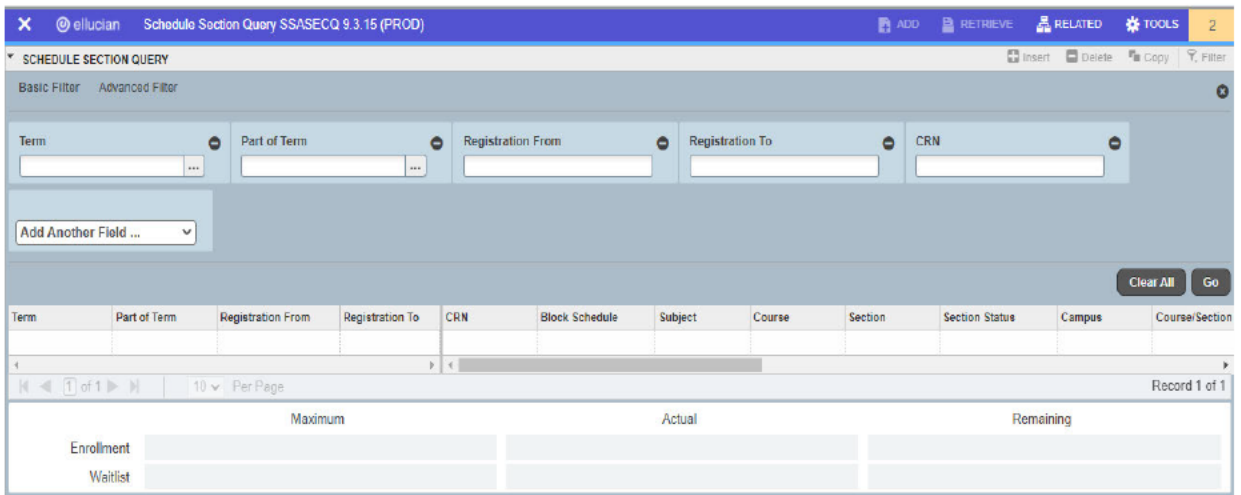 ellucian Schedule Section Query SSASECQ 9.3.15 (PROD) ADD RETRIEVE RELATED TOOLS 2
SCHEDULE SECTION QUERY Insert Delete Copy Filter
Basic Filter Advanced Filter
Term Part of Term Registration From Registration To CRN
... ...
Add Another Field ...
Clear All Go
Term Part of Term Registration From Registration To CRN Block Schedule Subject Course Section Section Status Campus Course/Section
1 of 1 10 Per Page Record 1 of 1
Maximum Actual Remaining
Enrollment
Waitlist